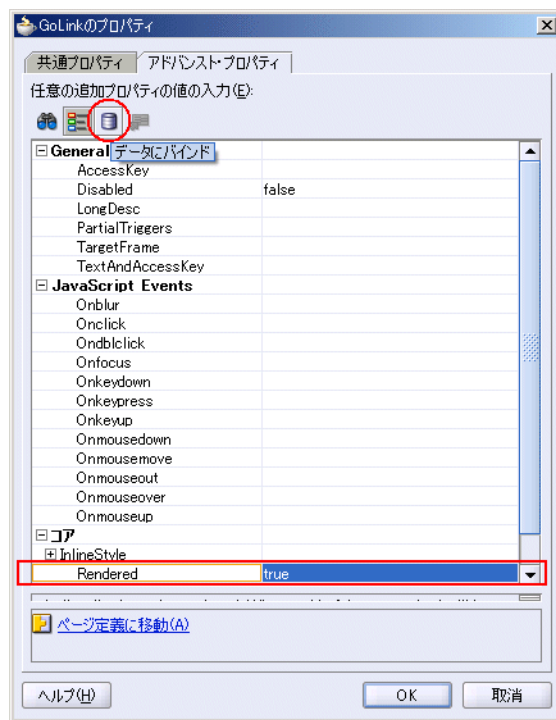 GoLinkのプロパティ
共通プロパティ アドバンスト・プロパティ
任意の追加プロパティの値の入力(E):
General データにバインド
AccessKey
Disabled false
LongDesc
PartialTriggers
TargetFrame
TextAndAccessKey
JavaScript Events
Onblur
Onclick
Ondblclick
Onfocus
Onkeydown
Onkeypress
Onkeyup
Onmousedown
Onmousemove
Onmouseout
Onmouseover
Onmouseup
コア
InlineStyle
Rendered true
ページ定義に移動(A)
ヘルプ(H) OK 取消